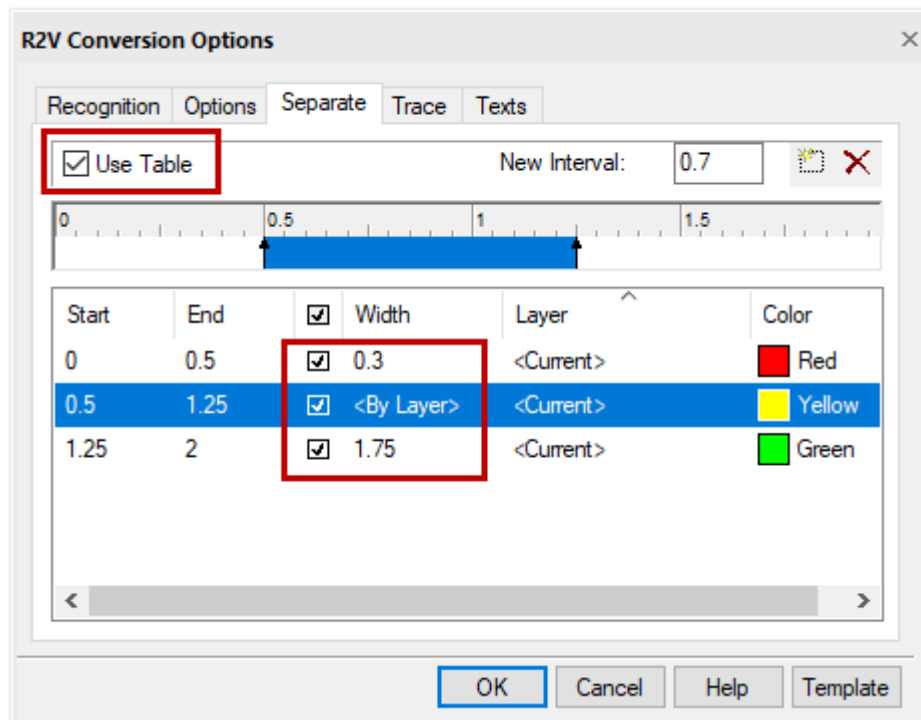 R2V Conversion Options
Recognition Options Separate Trace Texts
Use Table New Interval: 0.7
0 0.5 1 1.5
Start End Width Layer Color
0 0.5 0.3 <Current> Red
0.5 1.25 <By Layer> <Current> Yellow
1.25 2 1.75 <Current> Green
OK Cancel Help Template